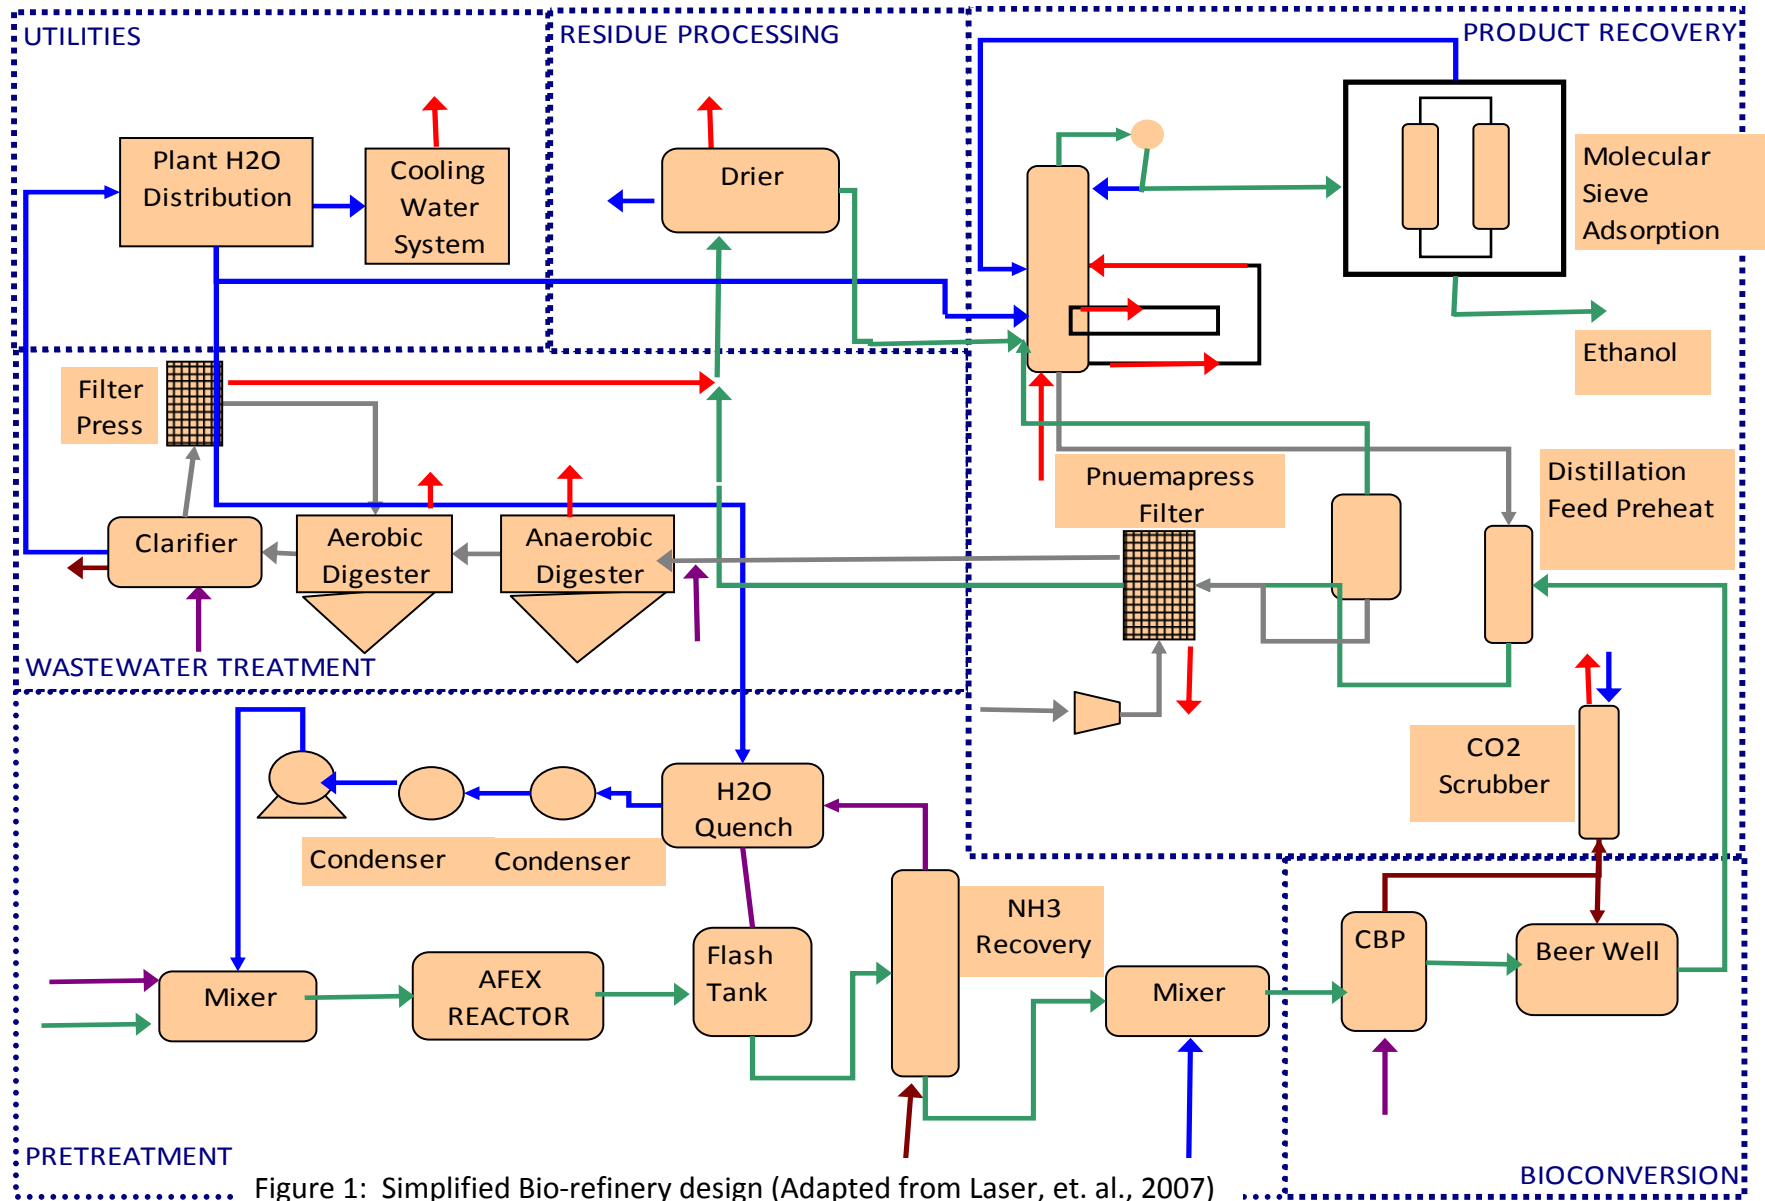 UTILITIES
RESIDUE PROCESSING
PRODUCT RECOVERY
Plant H2O
Distribution
Cooling
Water
System
Drier
Molecular
Sieve
Adsorption
Ethanol
Filter
Press
Pnuemapress
Filter
Distillation
Feed Preheat
Clarifier
Aerobic
Digester
Anaerobic
Digester
WASTEWATER TREATMENT
CO2
Scrubber
H2O
Quench
Condenser
Condenser
NH3
Recovery
CBP
Beer Well
Mixer
AFEX
REACTOR
Flash
Tank
Mixer
PRETREATMENT
BIOCONVERSION
Figure 1: Simplified Bio-refinery design (Adapted from Laser, et. al., 2007)